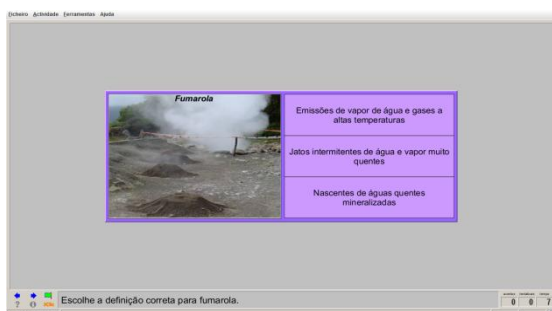 Ficheiro Actividade Ferramentas Ajuda
Fumarola
Emissões de vapor de água e gases a
altas temperaturas
Jatos intermitentes de água e vapor muito
quentes
Nascentes de águas quentes
mineralizadas
Escolhe a definição correta para fumarola.
0 0 7